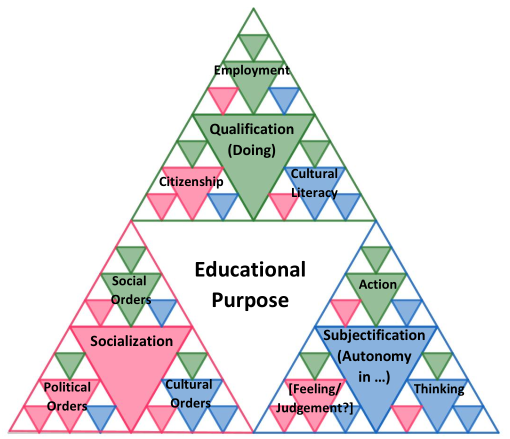 Employment
Qualification
(Doing)
Citizenship
Cultural
Literacy
Educational
Purpose
Social
Orders
Socialization
Political
Orders
Cultural
Orders
Action
Subjectification
(Autonomy
in ...)
[Feeling/
Judgement?]
Thinking